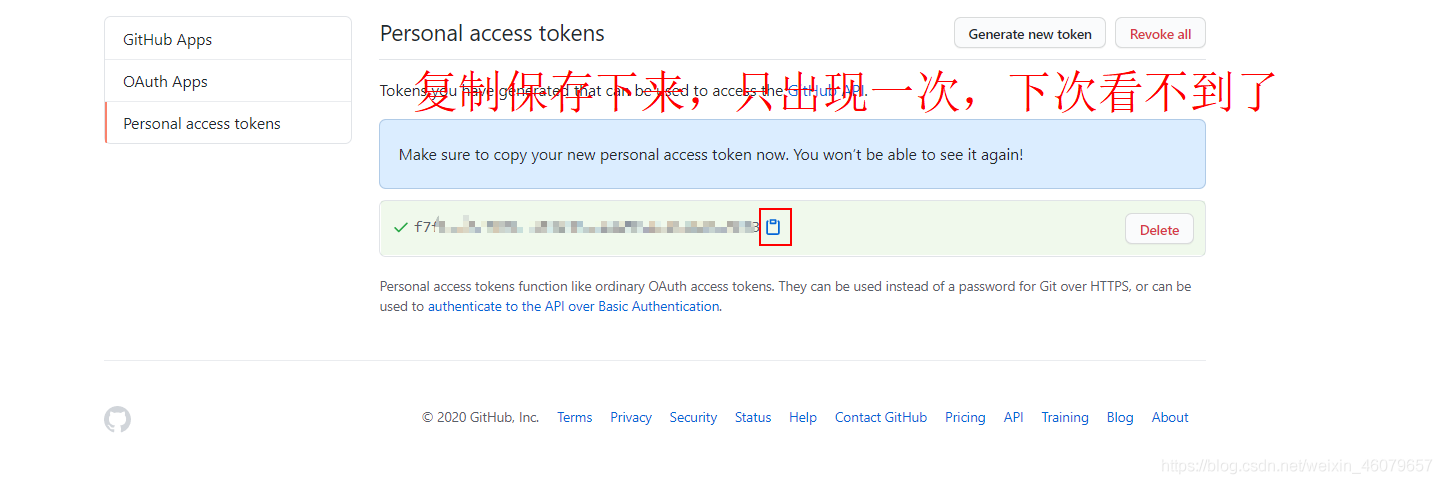 GitHub Apps
OAuth Apps
Personal access tokens
Personal access tokens
Generate new token
Revoke all
复制保存下来，只出现一次，下次看不到了
Tokens you have generated that can be used to access the GitHub API.
Make sure to copy your new personal access token now. You won't be able to see it again!
Delete
Personal access tokens function like ordinary OAuth access tokens. They can be used instead of a password for Git over HTTPS, or can be
used to authenticate to the API over Basic Authentication.
© 2020 GitHub, Inc. Terms Privacy Security Status Help Contact GitHub Pricing API Training Blog About
https://blog.csdn.net/weixin_46079657